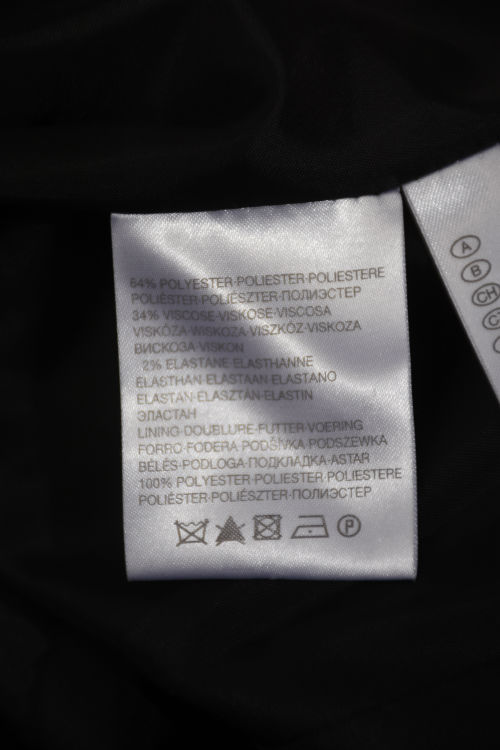 64% POLYESTER·POLIESTER·POLIESTERE
POLIÉSTER·POLIÉSZTER·ПОЛИЭСТЕР
34% VISCOSE·VISKOSE·VISCOSA
VISKÓZA·WISKOZA·VISZKÓZ·VISKOZA
ВИСКОЗА·VISKON
2% ELASTANE·ELASTHANNE
ELASTHAN·ELASTAAN·ELASTANO
ELASTAN·ELASZTÁN·ELASTIN
ЭЛАСТАН
LINING·DOUBLURE·FUTTER·VOERING
FORRO·FODERA·PODŠÍVKA·PODSZEWKA
BÉLÉS·PODLOGA·ПОДКЛАДКА·ASTAR
100% POLYESTER·POLIESTER·POLIESTERE
POLIÉSTER·POLIÉSZTER·ПОЛИЭСТЕР
P
A
B
CH